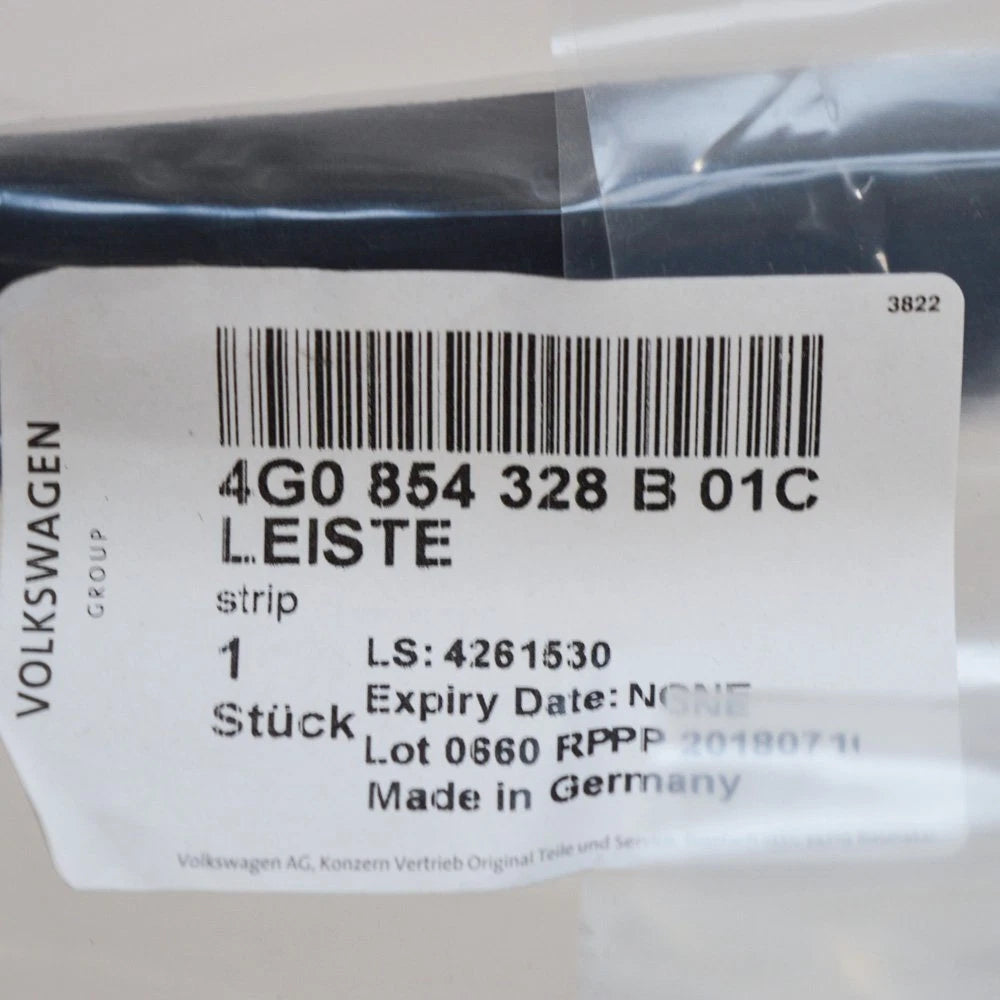 3822
VOLKSWAGEN
GROUP
4G0 854 328 B 01C
LEISTE
strip
1
Stück
LS: 4261530
Expiry Date: NONE
Lot 0660 RPPP
Made in Germany
Volkswagen AG, Konzern Vertrieb Original Teile und